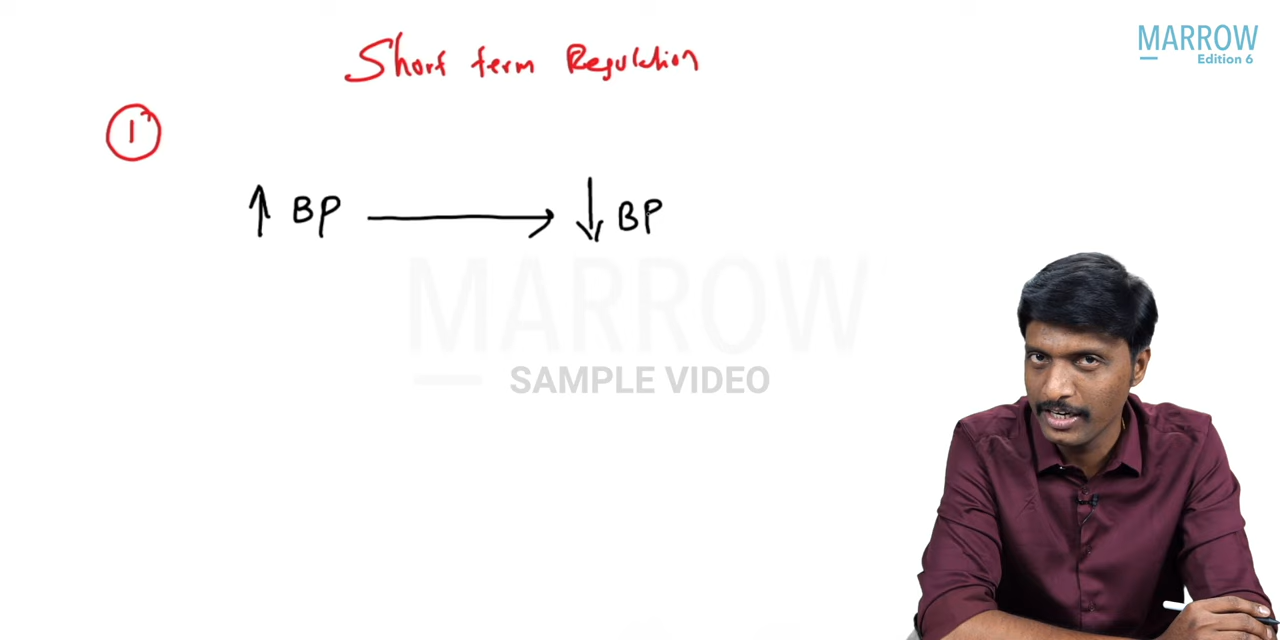 MARROW
Edition 6
Short term Regulation
1
↑ BP → ↓ BP
MARROW
SAMPLE VIDEO